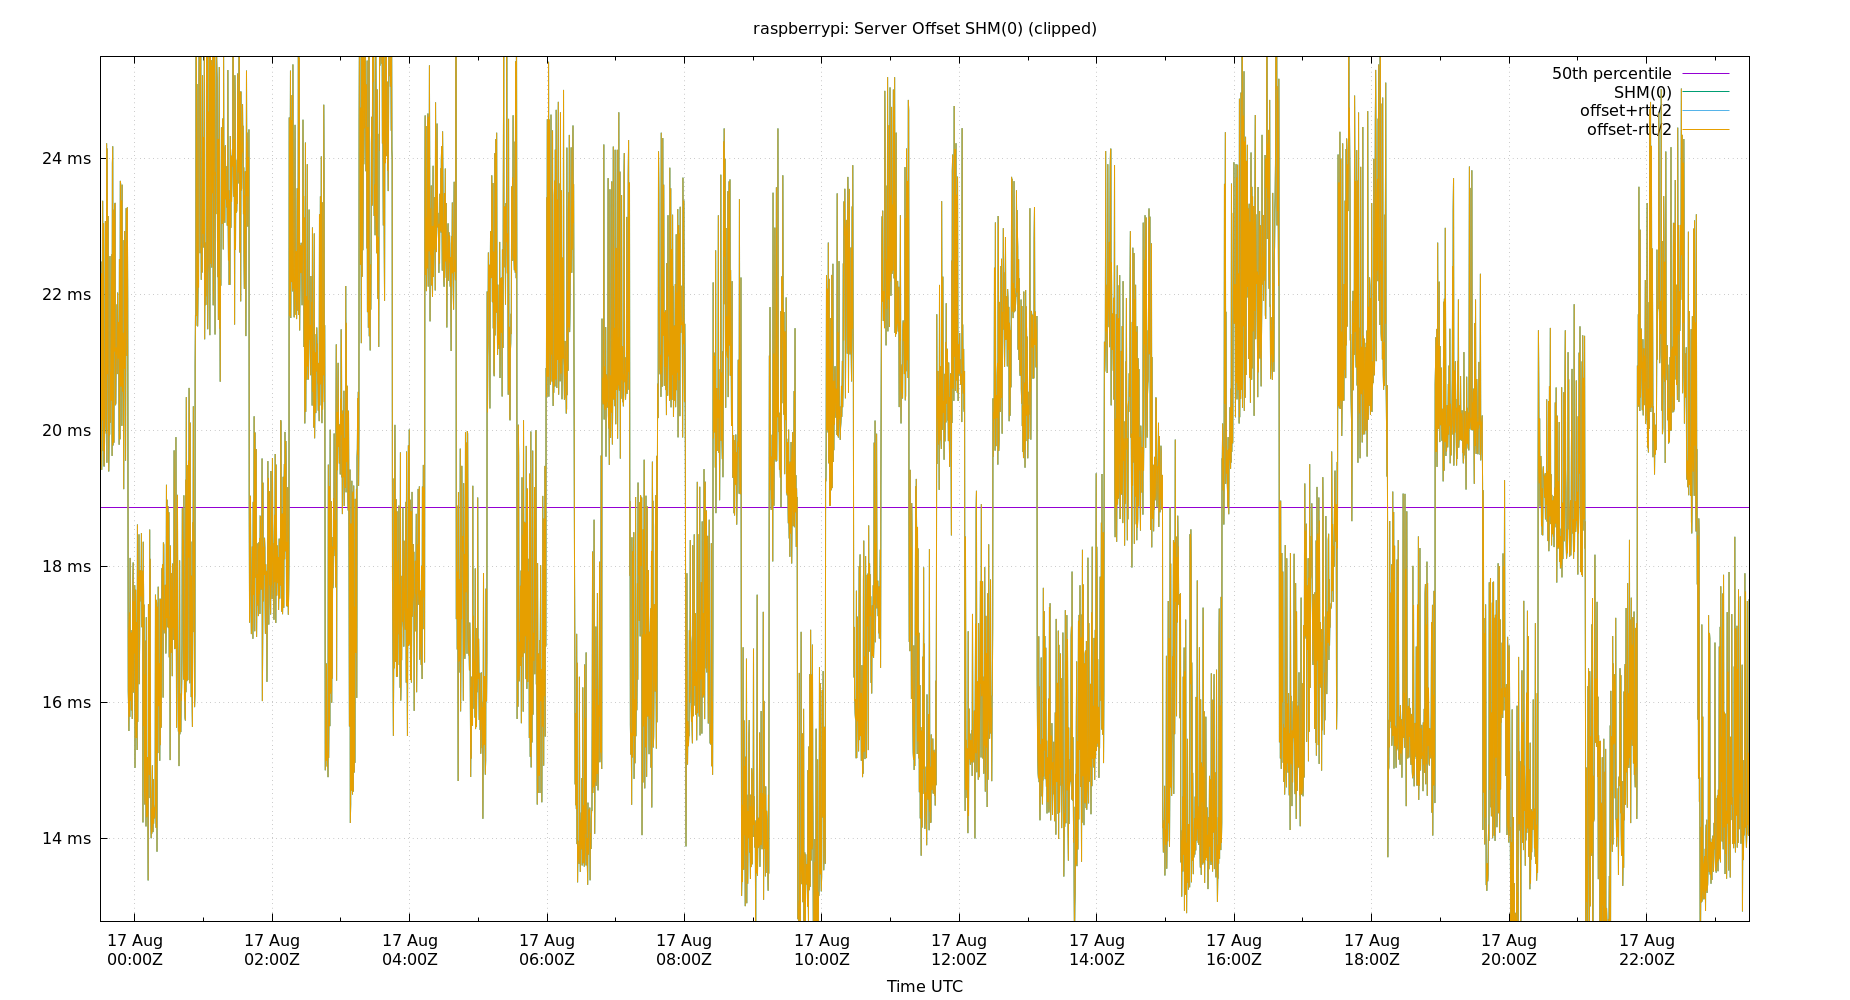 raspberrypi: Server Offset SHM(0) (clipped)
50th percentile
SHM(0)
offset+rtt/2
offset-rtt/2
24 ms
22 ms
20 ms
18 ms
16 ms
14 ms
17 Aug 17 Aug 17 Aug 17 Aug 17 Aug 17 Aug 17 Aug 17 Aug 17 Aug 17 Aug 17 Aug 17 Aug
00:00Z 02:00Z 04:00Z 06:00Z 08:00Z 10:00Z 12:00Z 14:00Z 16:00Z 18:00Z 20:00Z 22:00Z
Time UTC